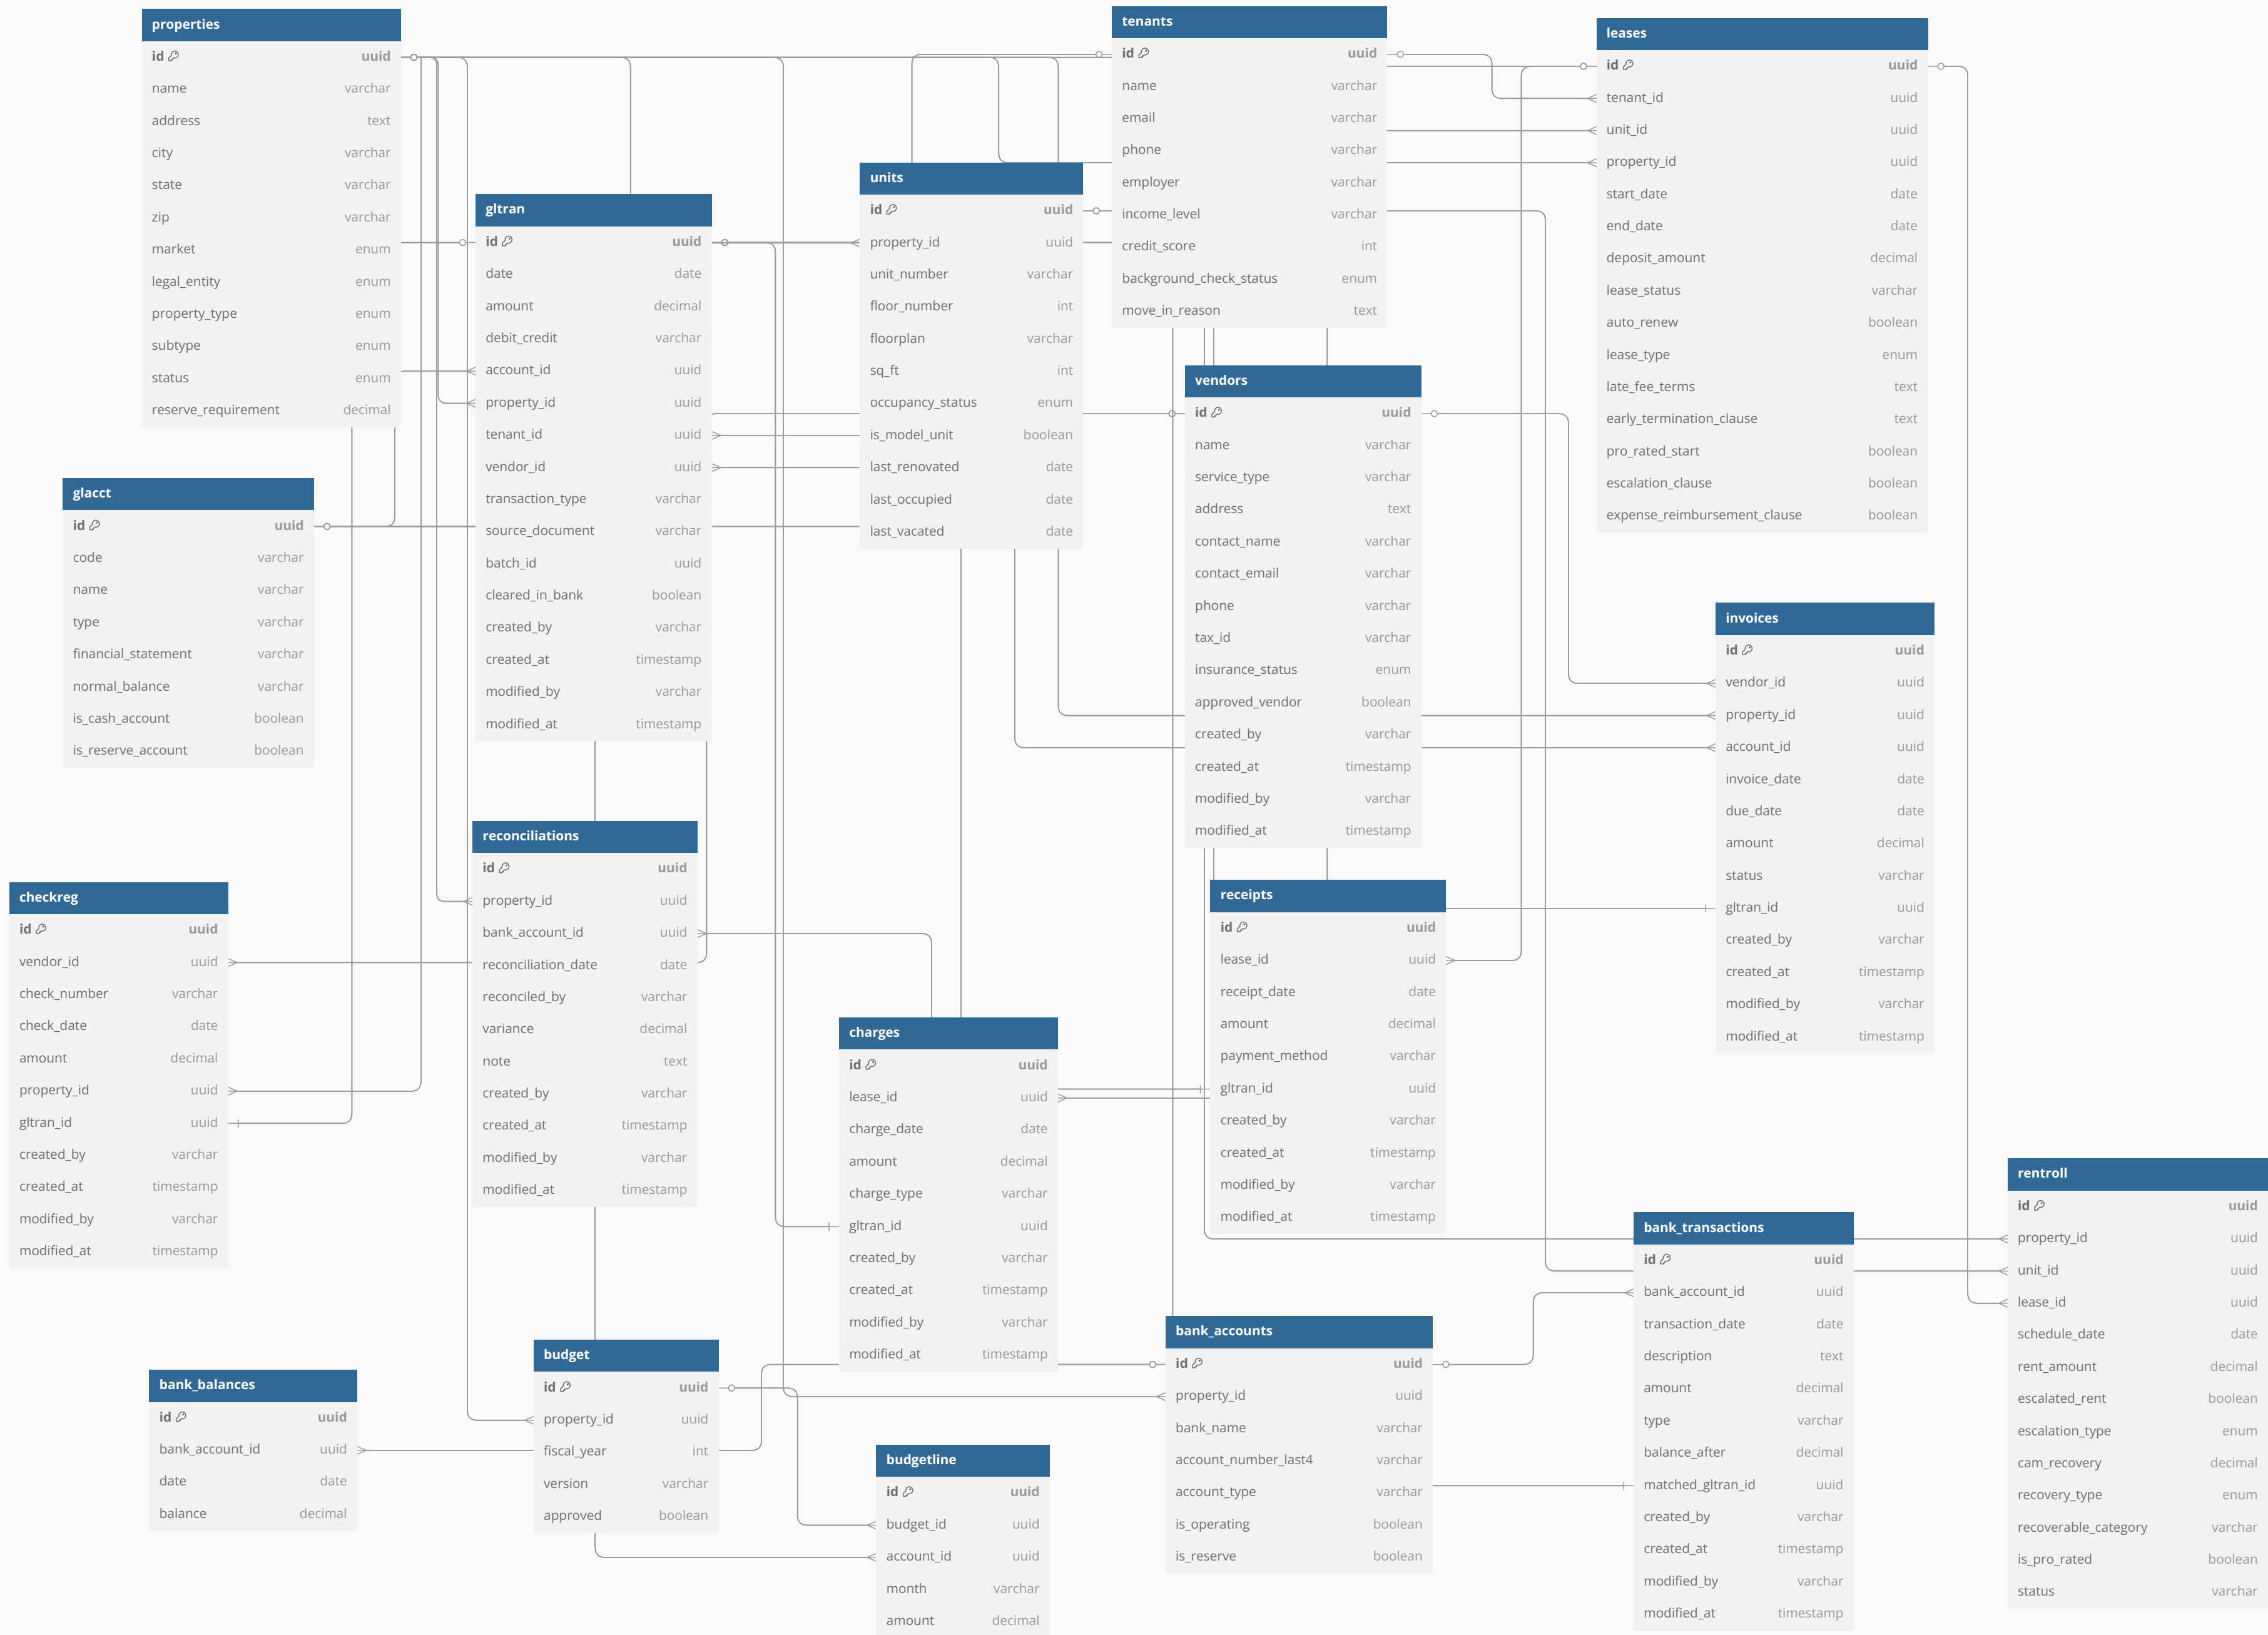 properties
id uuid
name varchar
address text
city varchar
state varchar
zip varchar
market enum
legal_entity enum
property_type enum
subtype enum
status enum
reserve_requirement decimal
tenants
id uuid
name varchar
email varchar
phone varchar
employer varchar
income_level varchar
credit_score int
background_check_status enum
move_in_reason text
leases
id uuid
tenant_id uuid
unit_id uuid
property_id uuid
start_date date
end_date date
deposit_amount decimal
lease_status varchar
auto_renew boolean
lease_type enum
late_fee_terms text
early_termination_clause text
pro_rated_start boolean
escalation_clause boolean
expense_reimbursement_clause boolean
gltran
id uuid
date date
amount decimal
debit_credit varchar
account_id uuid
property_id uuid
tenant_id uuid
vendor_id uuid
transaction_type varchar
source_document varchar
batch_id uuid
cleared_in_bank boolean
created_by varchar
created_at timestamp
modified_by varchar
modified_at timestamp
units
id uuid
property_id uuid
unit_number varchar
floor_number int
floorplan varchar
sq_ft int
occupancy_status enum
is_model_unit boolean
last_renovated date
last_occupied date
last_vacated date
vendors
id uuid
name varchar
service_type varchar
address text
contact_name varchar
contact_email varchar
phone varchar
tax_id varchar
insurance_status enum
approved_vendor boolean
created_by varchar
created_at timestamp
modified_by varchar
modified_at timestamp
glacct
id uuid
code varchar
name varchar
type varchar
financial_statement varchar
normal_balance varchar
is_cash_account boolean
is_reserve_account boolean
invoices
id uuid
vendor_id uuid
property_id uuid
account_id uuid
invoice_date date
due_date date
amount decimal
status varchar
gltran_id uuid
created_by varchar
created_at timestamp
modified_by varchar
modified_at timestamp
reconciliations
id uuid
property_id uuid
bank_account_id uuid
reconciliation_date date
reconciled_by varchar
variance decimal
note text
created_by varchar
created_at timestamp
modified_by varchar
modified_at timestamp
checkreg
id uuid
vendor_id uuid
check_number varchar
check_date date
amount decimal
property_id uuid
gltran_id uuid
created_by varchar
created_at timestamp
modified_by varchar
modified_at timestamp
receipts
id uuid
lease_id uuid
receipt_date date
amount decimal
payment_method varchar
gltran_id uuid
created_by varchar
created_at timestamp
modified_by varchar
modified_at timestamp
charges
id uuid
lease_id uuid
charge_date date
amount decimal
charge_type varchar
gltran_id uuid
created_by varchar
created_at timestamp
modified_by varchar
modified_at timestamp
rentroll
id uuid
property_id uuid
unit_id uuid
lease_id uuid
schedule_date date
rent_amount decimal
escalated_rent boolean
escalation_type enum
cam_recovery decimal
recovery_type enum
recoverable_category varchar
is_pro_rated boolean
status varchar
bank_transactions
id uuid
bank_account_id uuid
transaction_date date
description text
amount decimal
type varchar
balance_after decimal
matched_gltran_id uuid
created_by varchar
created_at timestamp
modified_by varchar
modified_at timestamp
bank_accounts
id uuid
property_id uuid
bank_name varchar
account_number_last4 varchar
account_type varchar
is_operating boolean
is_reserve boolean
budget
id uuid
property_id uuid
fiscal_year int
version varchar
approved boolean
bank_balances
id uuid
bank_account_id uuid
date date
balance decimal
budgetline
id uuid
budget_id uuid
account_id uuid
month varchar
amount decimal